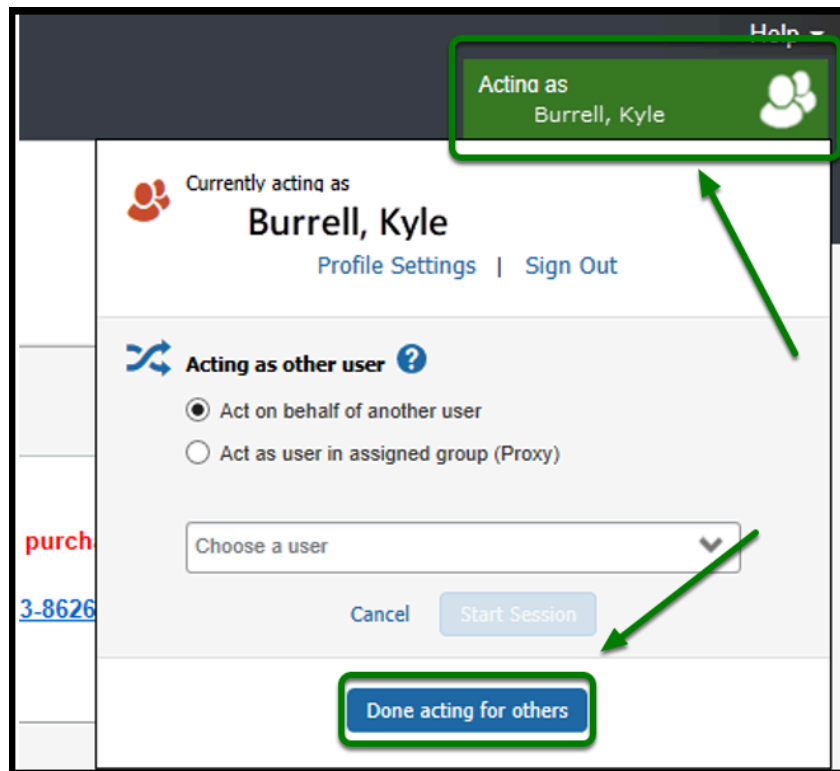 Help
Acting as
Burrell, Kyle
Currently acting as
Burrell, Kyle
Profile Settings | Sign Out
Acting as other user ?
Act on behalf of another user
Act as user in assigned group (Proxy)
purch
Choose a user
3-8626
Cancel Start Session
Done acting for others